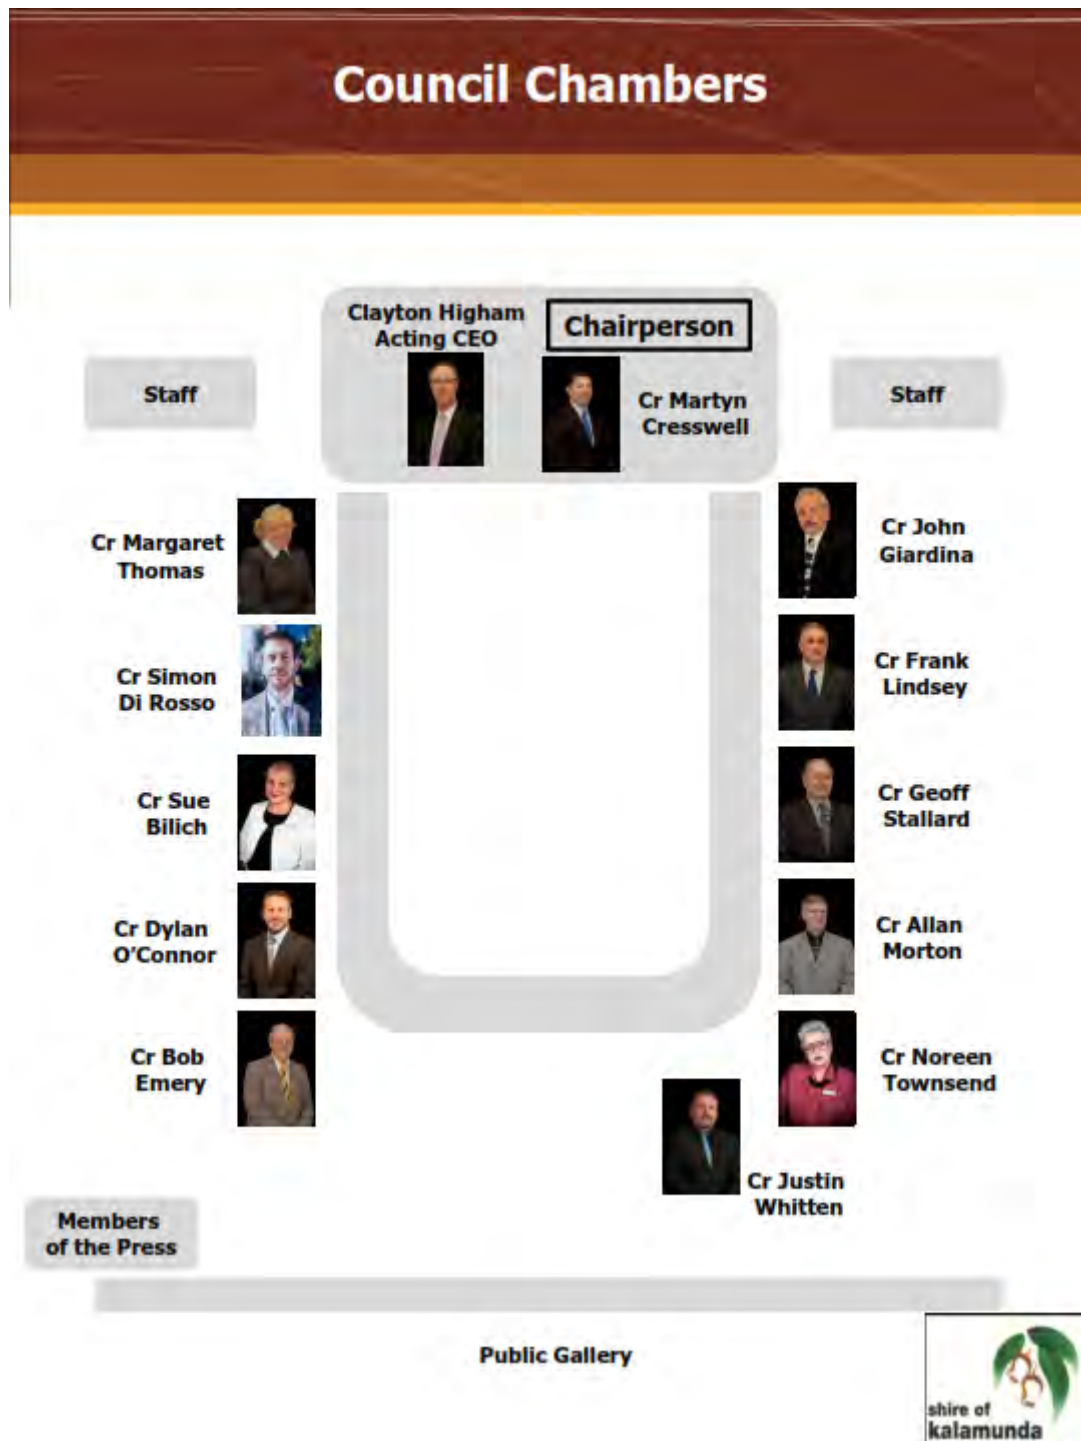 Council Chambers
Clayton Higham
Acting CEO
Chairperson
Cr Martyn
Cresswell
Staff
Staff
Cr Margaret
Thomas
Cr Simon
Di Rosso
Cr Sue
Bilich
Cr Dylan
O'Connor
Cr Bob
Emery
Cr John
Giardina
Cr Frank
Lindsey
Cr Geoff
Stallard
Cr Allan
Morton
Cr Noreen
Townsend
Cr Justin
Whitten
Members
of the Press
Public Gallery
shire of
kalamunda